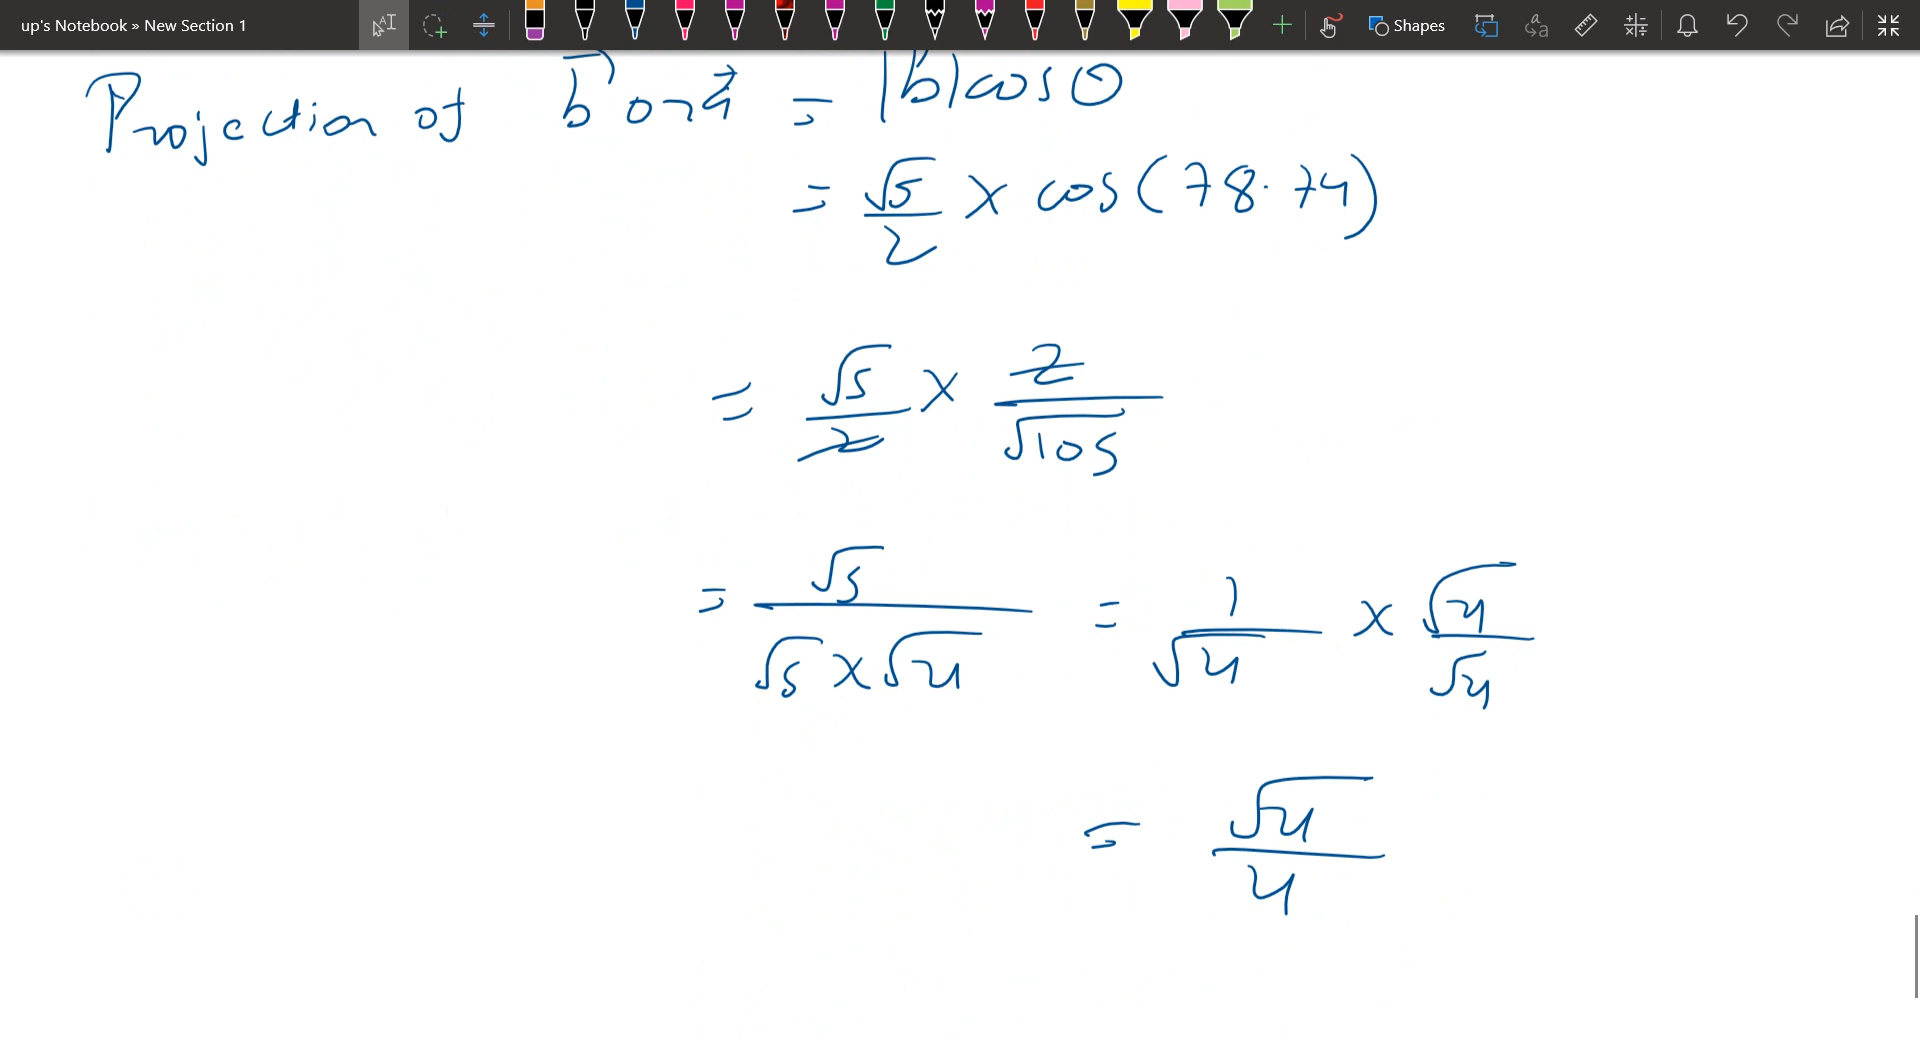 up's Notebook » New Section 1
Shapes
Projection of b⃗ on a⃗ = |b⃗|cosθ
= √5/2 × cos(78.74)
= √5/2 × 2/√105
= √5/(√5×√21) = 1/√21 × √21/√21
= √21/21